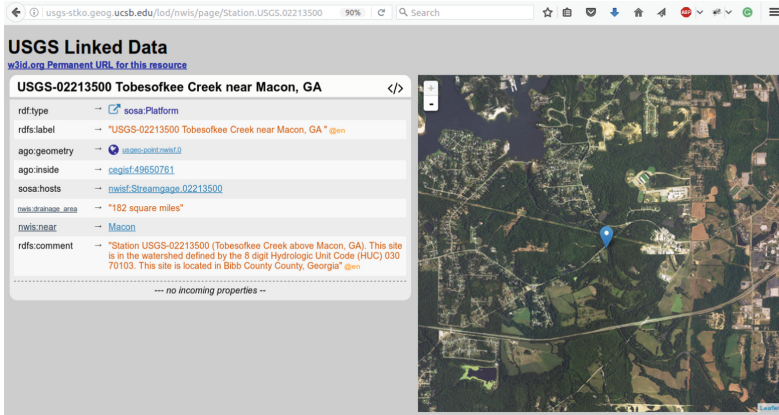 usgs-stko.geog.ucsb.edu/lod/nwis/page/Station.USGS.02213500 90% Search
USGS Linked Data
w3id.org Permanent URL for this resource
USGS-02213500 Tobesofkee Creek near Macon, GA </>
rdf:type → sosa:Platform
rdfs:label → "USGS-02213500 Tobesofkee Creek near Macon, GA " @en
ago:geometry → usgeo-point:nwisf.0
ago:inside → cegisf:49650761
sosa:hosts → nwisf:Streamgage.02213500
nwis:drainage_area → "182 square miles"
nwis:near → Macon
rdfs:comment → "Station USGS-02213500 (Tobesofkee Creek above Macon, GA). This site
is in the watershed defined by the 8 digit Hydrologic Unit Code (HUC) 030
70103. This site is located in Bibb County County, Georgia" @en
--- no incoming properties --
+
-
Leaflet
ABP